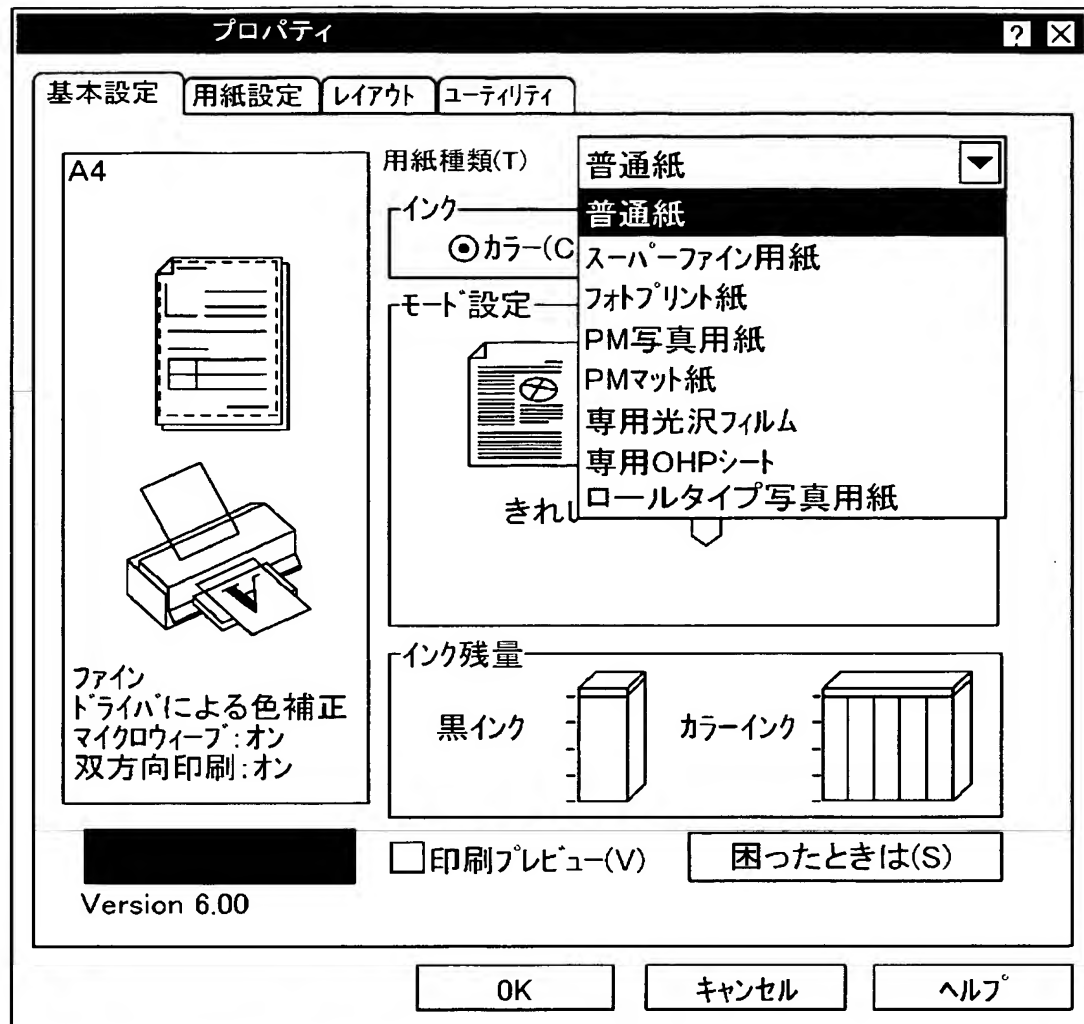 プロパティ
?
基本設定 用紙設定 レイアウト ユーティリティ
A4
用紙種類(T) 普通紙
普通紙
スーパーファイン用紙
フォトプリント紙
PM写真用紙
PMマット紙
専用光沢フィルム
専用OHPシート
ロールタイプ写真用紙
インク
カラー(C
モード設定
きれい
ファイン
ドライバによる色補正
マイクロウィーブ:オン
双方向印刷:オン
インク残量
黒インク カラーインク
印刷プレビュー(V) 困ったときは(S)
Version 6.00
OK キャンセル ヘルプ